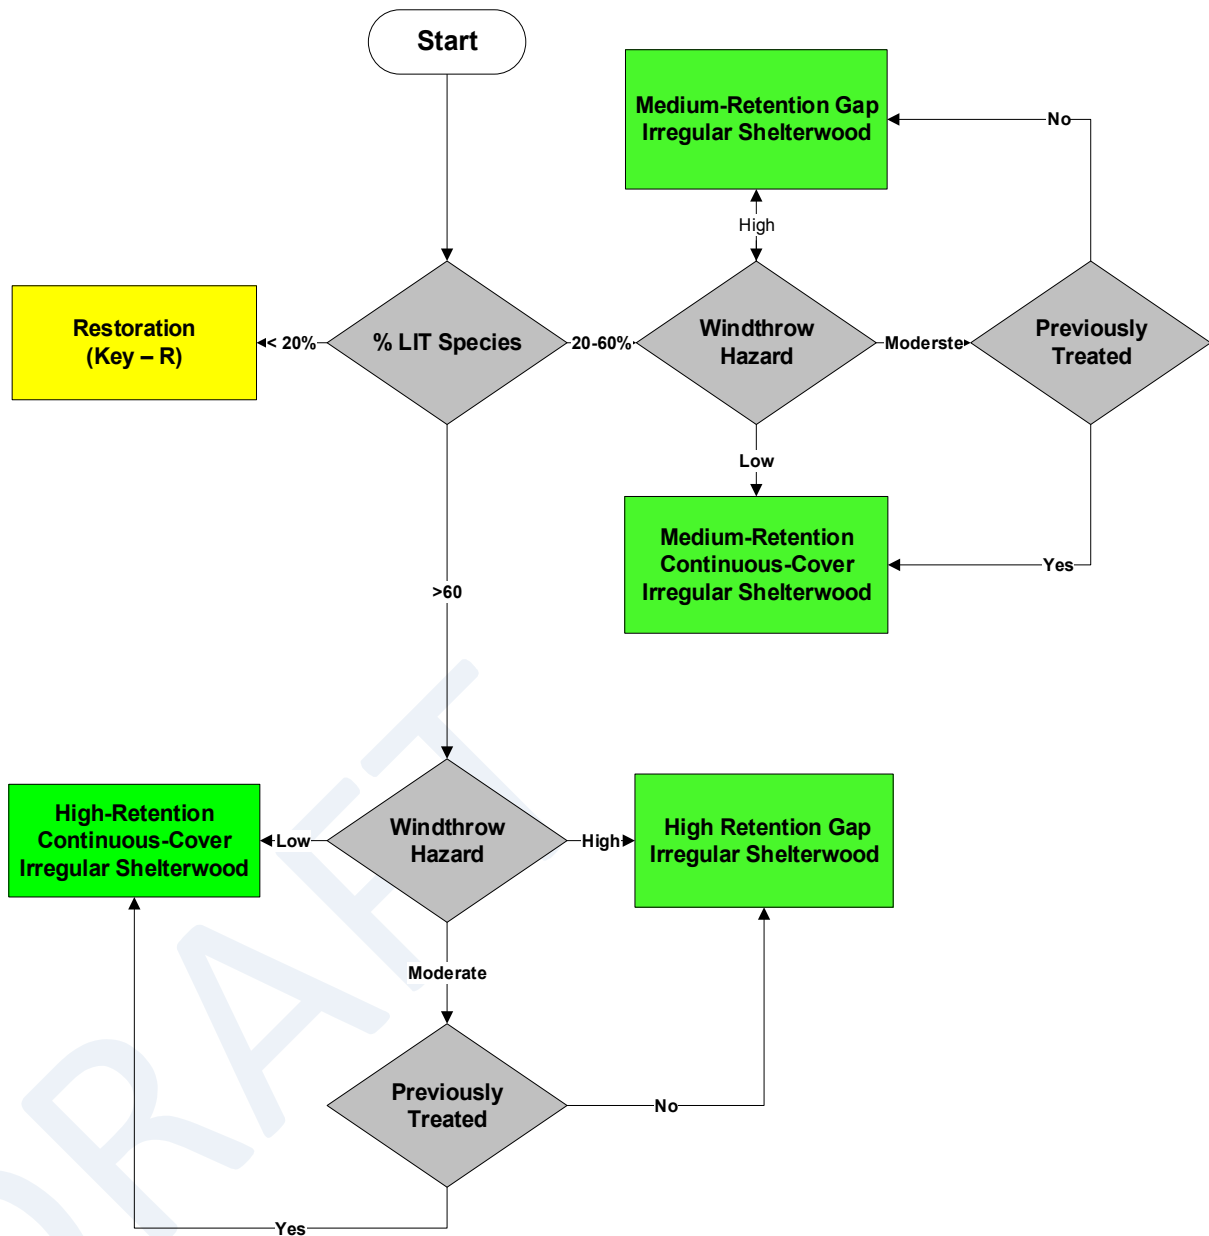 Start
Medium-Retention Gap
Irregular Shelterwood
No
High
Restoration
(Key – R)
< 20%
% LIT Species
20-60%
Windthrow
Hazard
Moderste
Previously
Treated
Low
Medium-Retention
Continuous-Cover
Irregular Shelterwood
Yes
>60
High-Retention
Continuous-Cover
Irregular Shelterwood
Low
Windthrow
Hazard
High
High Retention Gap
Irregular Shelterwood
Moderate
Previously
Treated
No
Yes
DRAFT